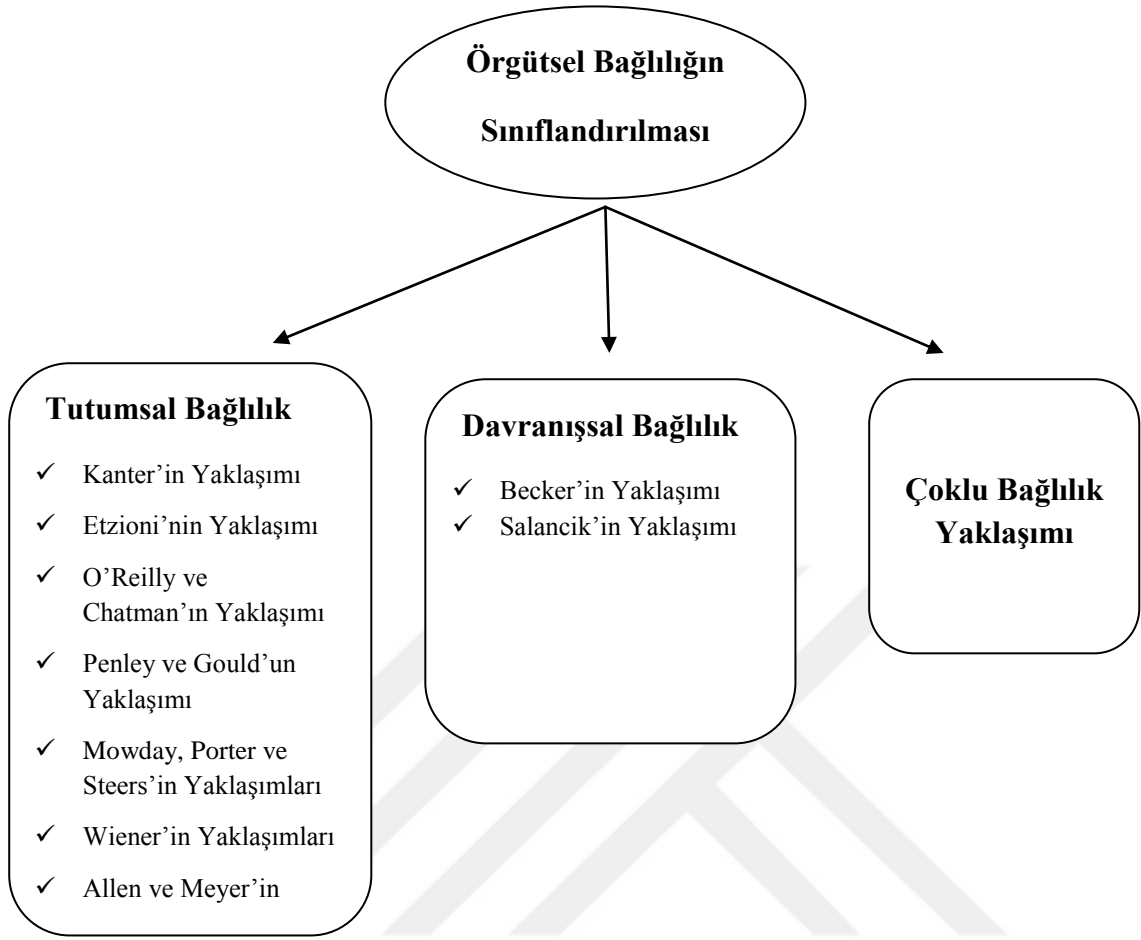 Örgütsel Bağlılığın
Sınıflandırılması
Tutumsal Bağlılık
✓ Kanter’in Yaklaşımı
✓ Etzioni’nin Yaklaşımı
✓ O’Reilly ve
Chatman’ın Yaklaşımı
✓ Penley ve Gould’un
Yaklaşımı
✓ Mowday, Porter ve
Steers’in Yaklaşımları
✓ Wiener’in Yaklaşımları
✓ Allen ve Meyer’in
Davranışsal Bağlılık
✓ Becker’in Yaklaşımı
✓ Salancik’in Yaklaşımı
Çoklu Bağlılık
Yaklaşımı